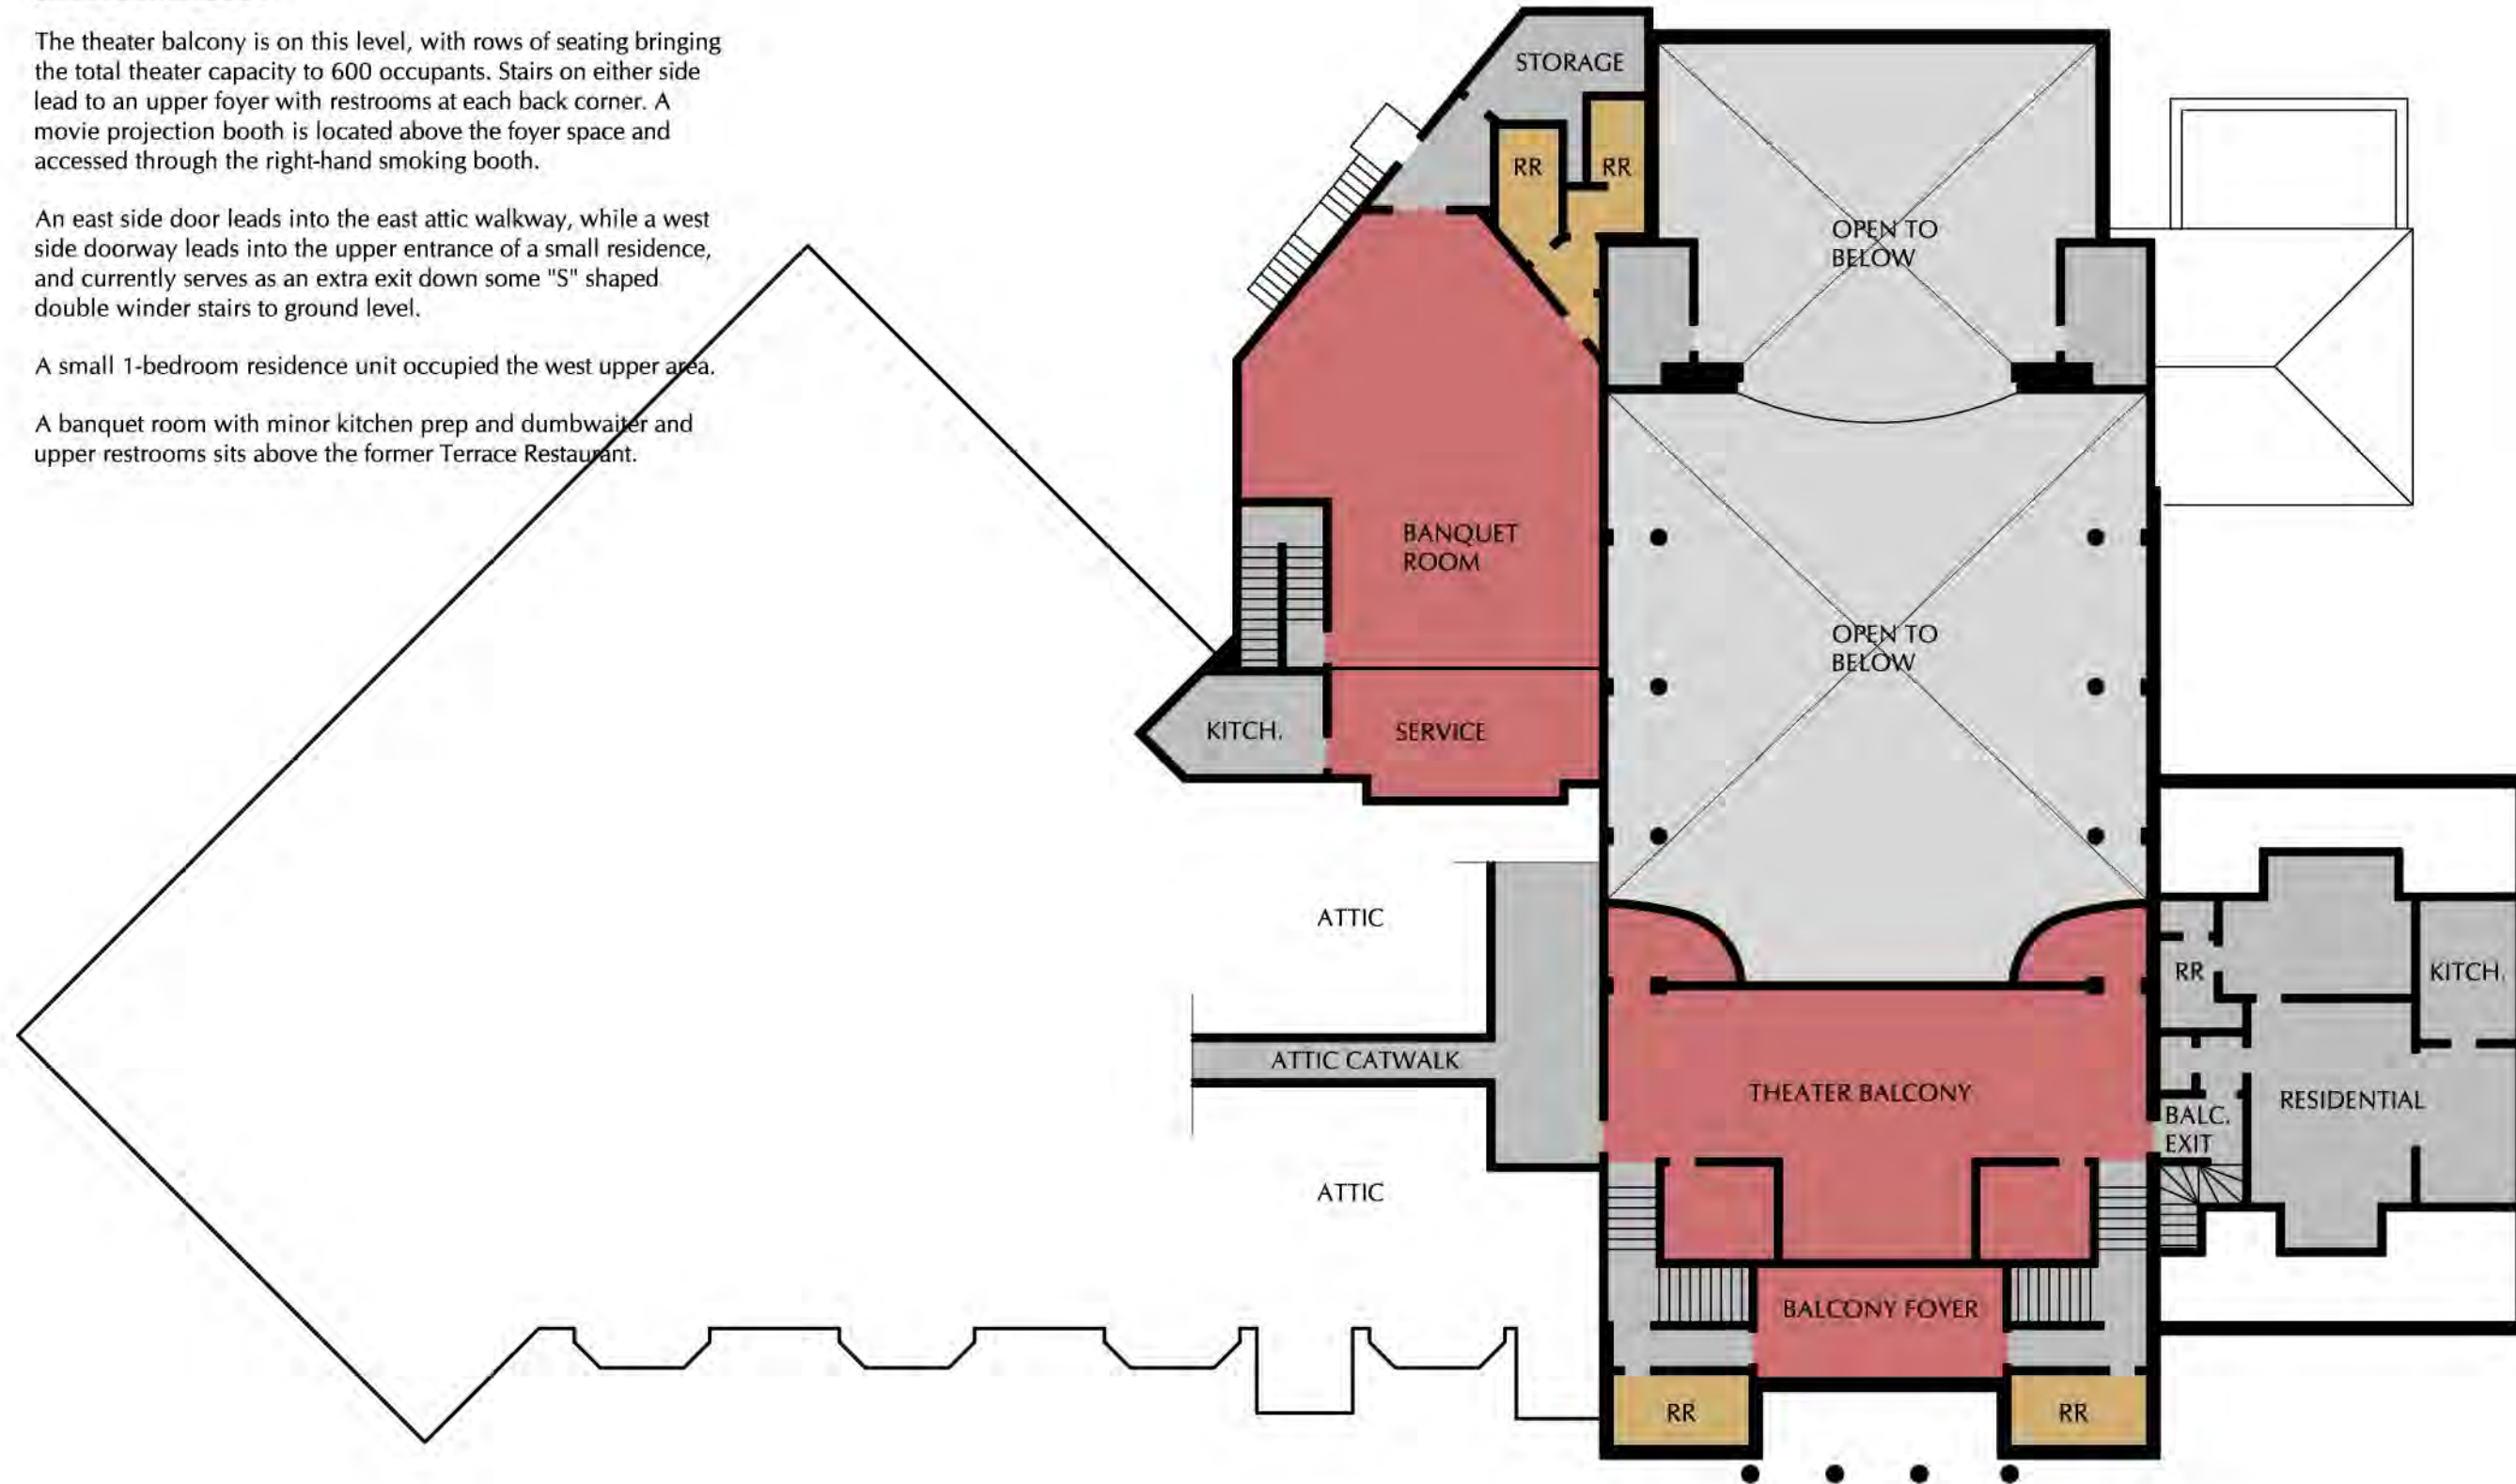 The theater balcony is on this level, with rows of seating bringing
the total theater capacity to 600 occupants. Stairs on either side
lead to an upper foyer with restrooms at each back corner. A
movie projection booth is located above the foyer space and
accessed through the right-hand smoking booth.
An east side door leads into the east attic walkway, while a west
side doorway leads into the upper entrance of a small residence,
and currently serves as an extra exit down some "S" shaped
double winder stairs to ground level.
A small 1-bedroom residence unit occupied the west upper area.
A banquet room with minor kitchen prep and dumbwaiter and
upper restrooms sits above the former Terrace Restaurant.
STORAGE
RR
RR
OPEN TO
BELOW
BANQUET
ROOM
OPEN TO
BELOW
KITCH.
SERVICE
ATTIC
RR
KITCH.
ATTIC CATWALK
THEATER BALCONY
RESIDENTIAL
BALC.
EXIT
ATTIC
BALCONY FOYER
RR
RR